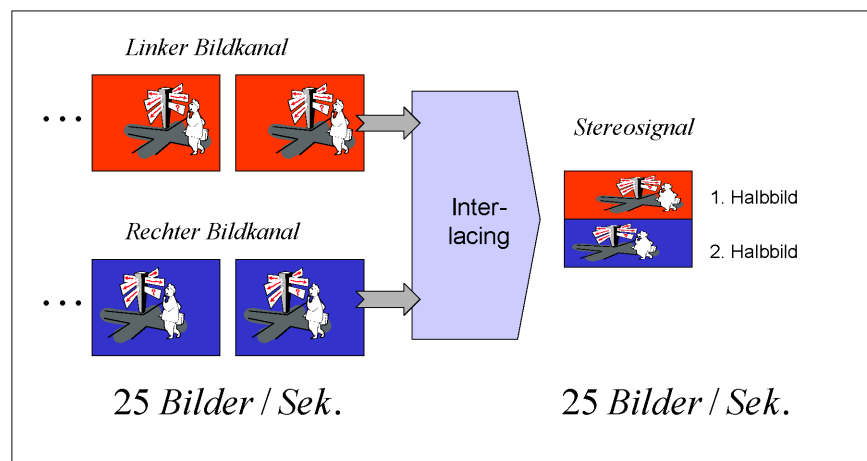 Linker Bildkanal
...
Stereosignal
1. Halbbild
Inter-
lacing
2. Halbbild
Rechter Bildkanal
...
25 Bilder / Sek.
25 Bilder / Sek.